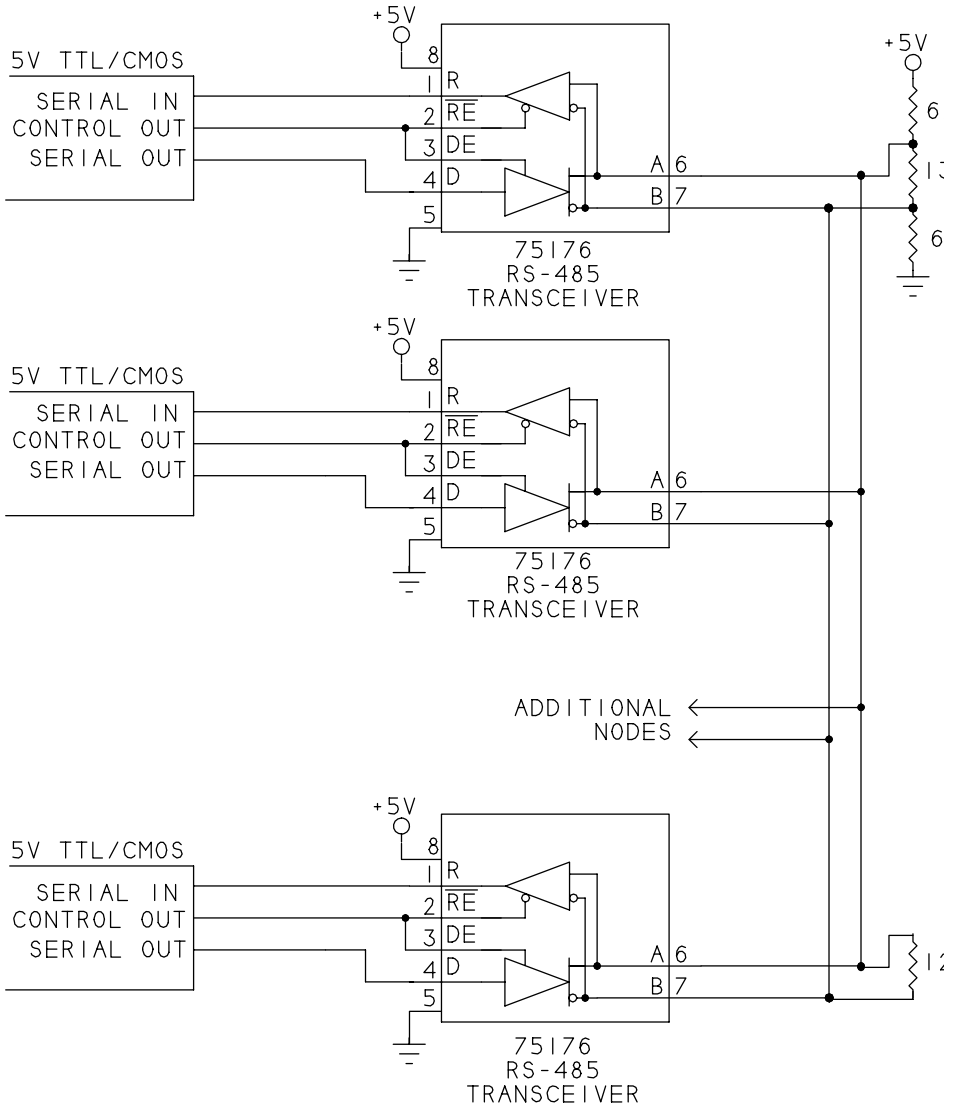 +5V
5V TTL/CMOS
SERIAL IN
CONTROL OUT
SERIAL OUT
8
1 R
2 RE
3 DE
4 D
5
A 6
B 7
75176
RS-485
TRANSCEIVER
+5V
6
6
+5V
5V TTL/CMOS
SERIAL IN
CONTROL OUT
SERIAL OUT
8
1 R
2 RE
3 DE
4 D
5
A 6
B 7
75176
RS-485
TRANSCEIVER
ADDITIONAL
NODES
+5V
5V TTL/CMOS
SERIAL IN
CONTROL OUT
SERIAL OUT
8
1 R
2 RE
3 DE
4 D
5
A 6
B 7
12
75176
RS-485
TRANSCEIVER